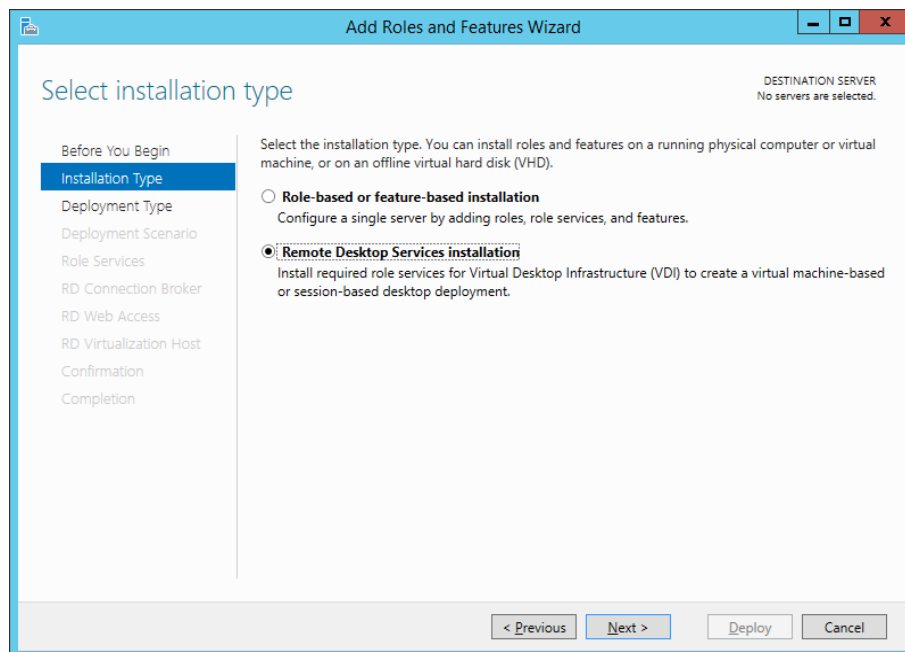 Add Roles and Features Wizard
x
Select installation type
DESTINATION SERVER
No servers are selected.
Before You Begin
Installation Type
Deployment Type
Deployment Scenario
Role Services
RD Connection Broker
RD Web Access
RD Virtualization Host
Confirmation
Completion
Select the installation type. You can install roles and features on a running physical computer or virtual
machine, or on an offline virtual hard disk (VHD).
Role-based or feature-based installation
Configure a single server by adding roles, role services, and features.
Remote Desktop Services installation
Install required role services for Virtual Desktop Infrastructure (VDI) to create a virtual machine-based
or session-based desktop deployment.
< Previous
Next >
Deploy
Cancel